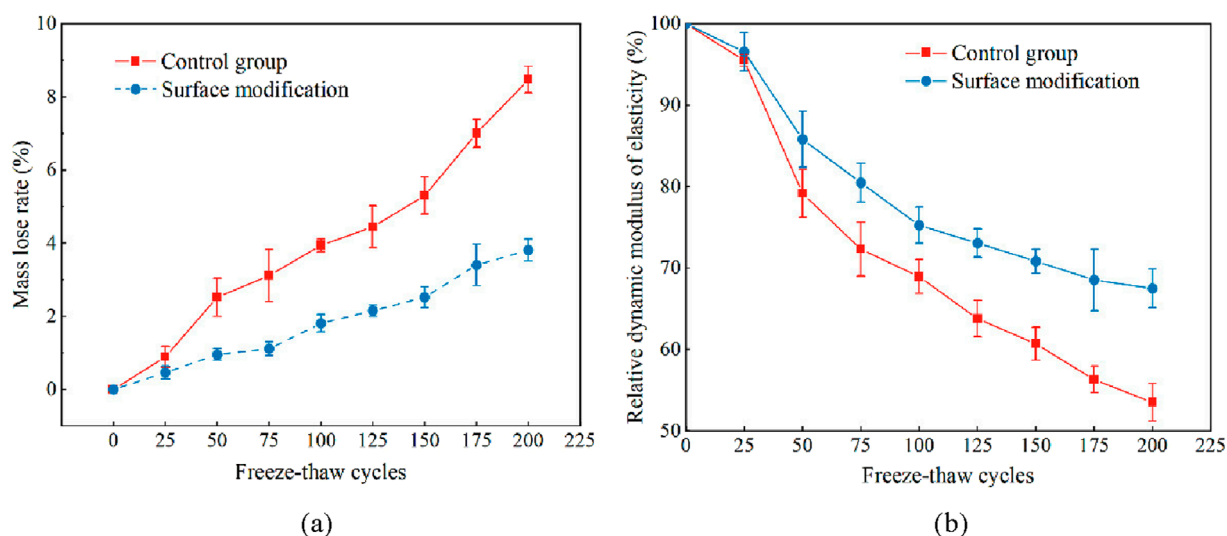 10
8
6
4
2
0
Mass lose rate (%)
Control group
Surface modification
0 25 50 75 100 125 150 175 200 225
Freeze-thaw cycles
(a)
100
90
80
70
60
50
Relative dynamic modulus of elasticity (%)
Control group
Surface modification
0 25 50 75 100 125 150 175 200 225
Freeze-thaw cycles
(b)